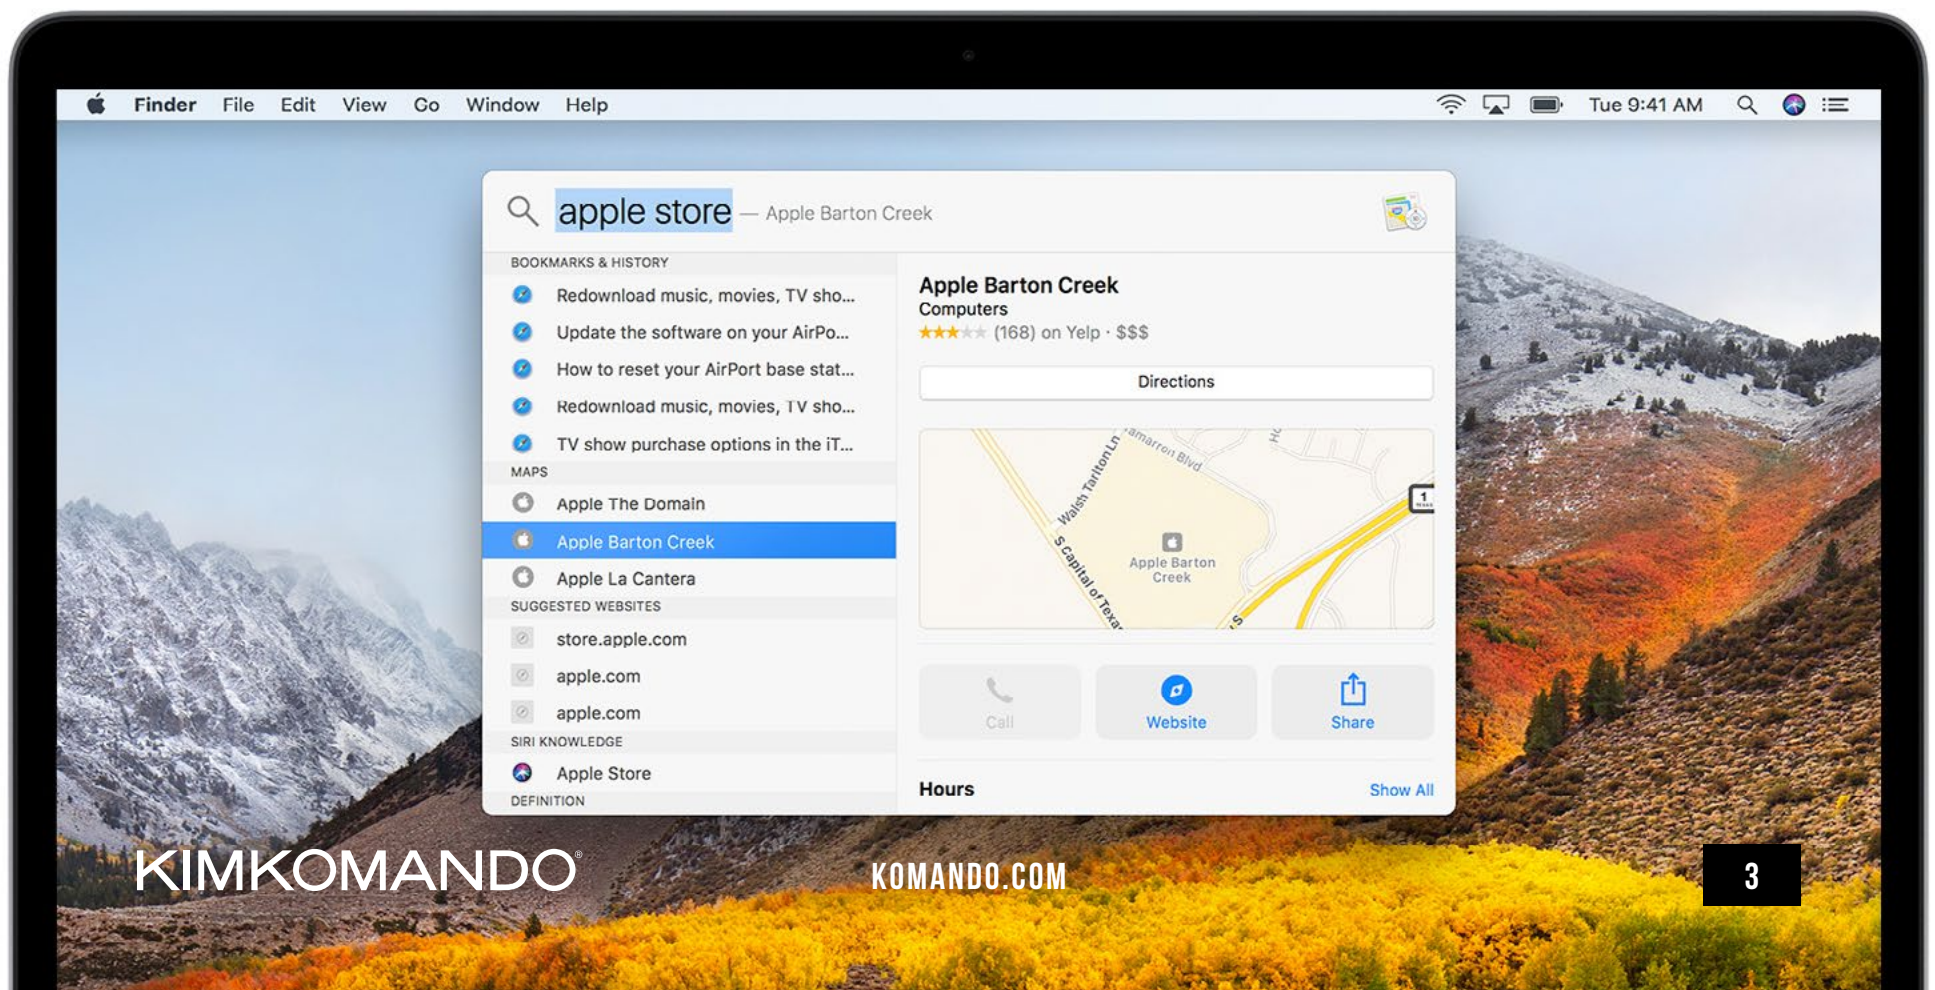 Finder File Edit View Go Window Help Tue 9:41 AM
apple store — Apple Barton Creek
BOOKMARKS & HISTORY
Redownload music, movies, TV sho...
Update the software on your AirPo...
How to reset your AirPort base stat...
Redownload music, movies, TV sho...
TV show purchase options in the iT...
MAPS
Apple The Domain
Apple Barton Creek
Apple La Cantera
SUGGESTED WEBSITES
store.apple.com
apple.com
apple.com
SIRI KNOWLEDGE
Apple Store
DEFINITION
Apple Barton Creek
Computers
(168) on Yelp · $$$
Directions
amarron Blvd
Walsh Tarlton Ln
S Capital of Texa
1
TEXAS
Apple Barton
Creek
S
Call
Website
Share
Hours
Show All
KIMKOMANDO®
KOMANDO.COM
3